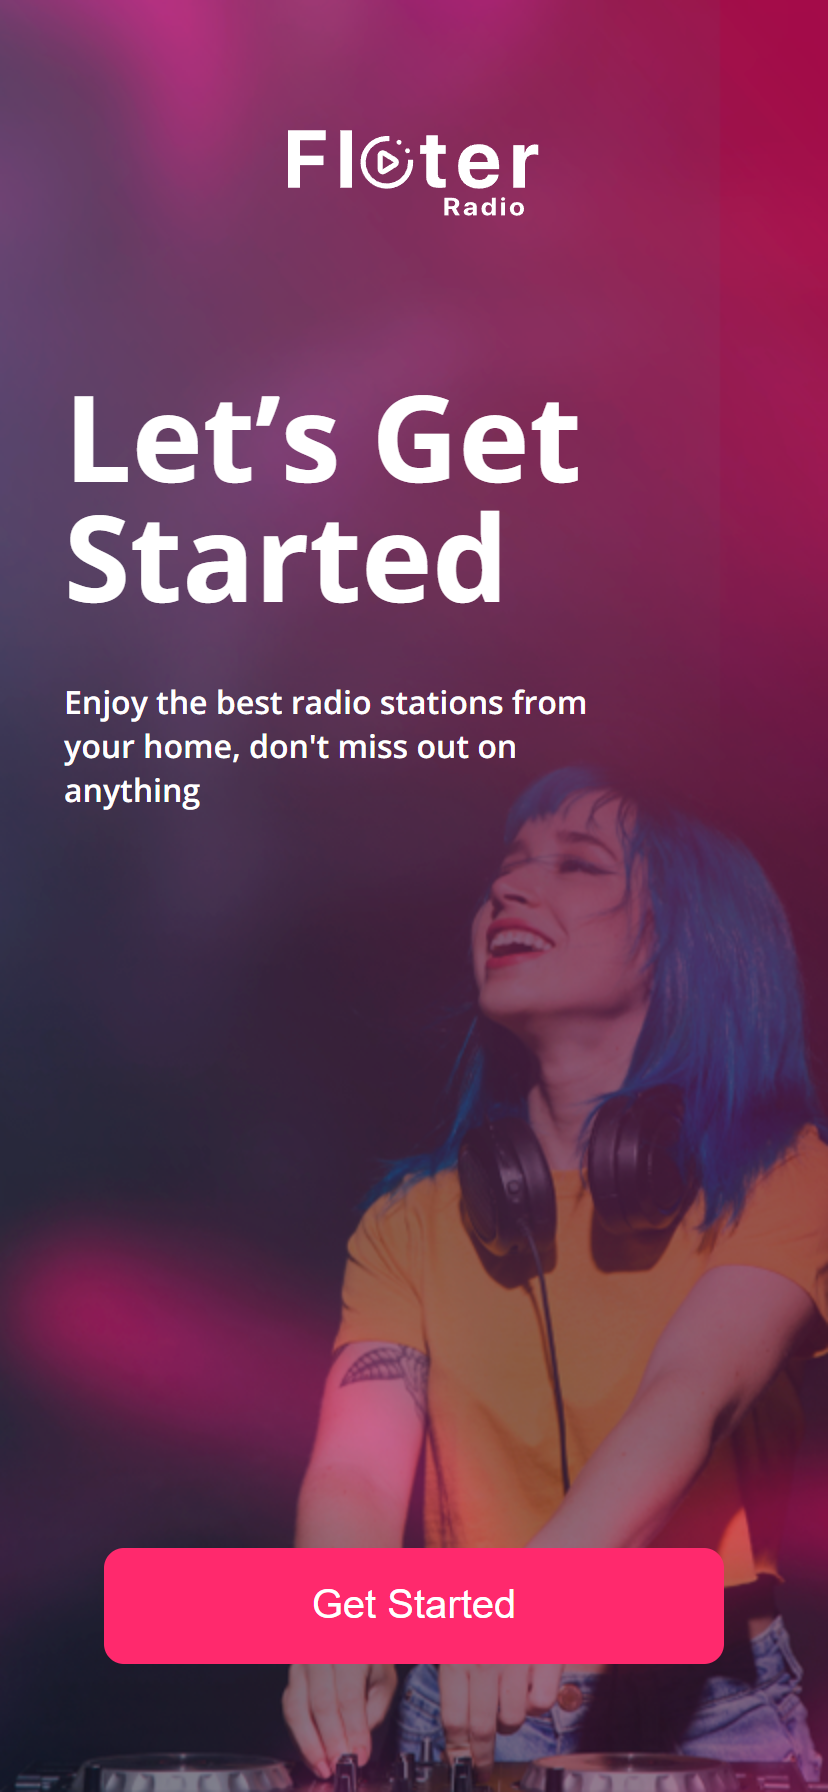 Floter
Radio
Let’s Get
Started
Enjoy the best radio stations from
your home, don't miss out on
anything
Get Started